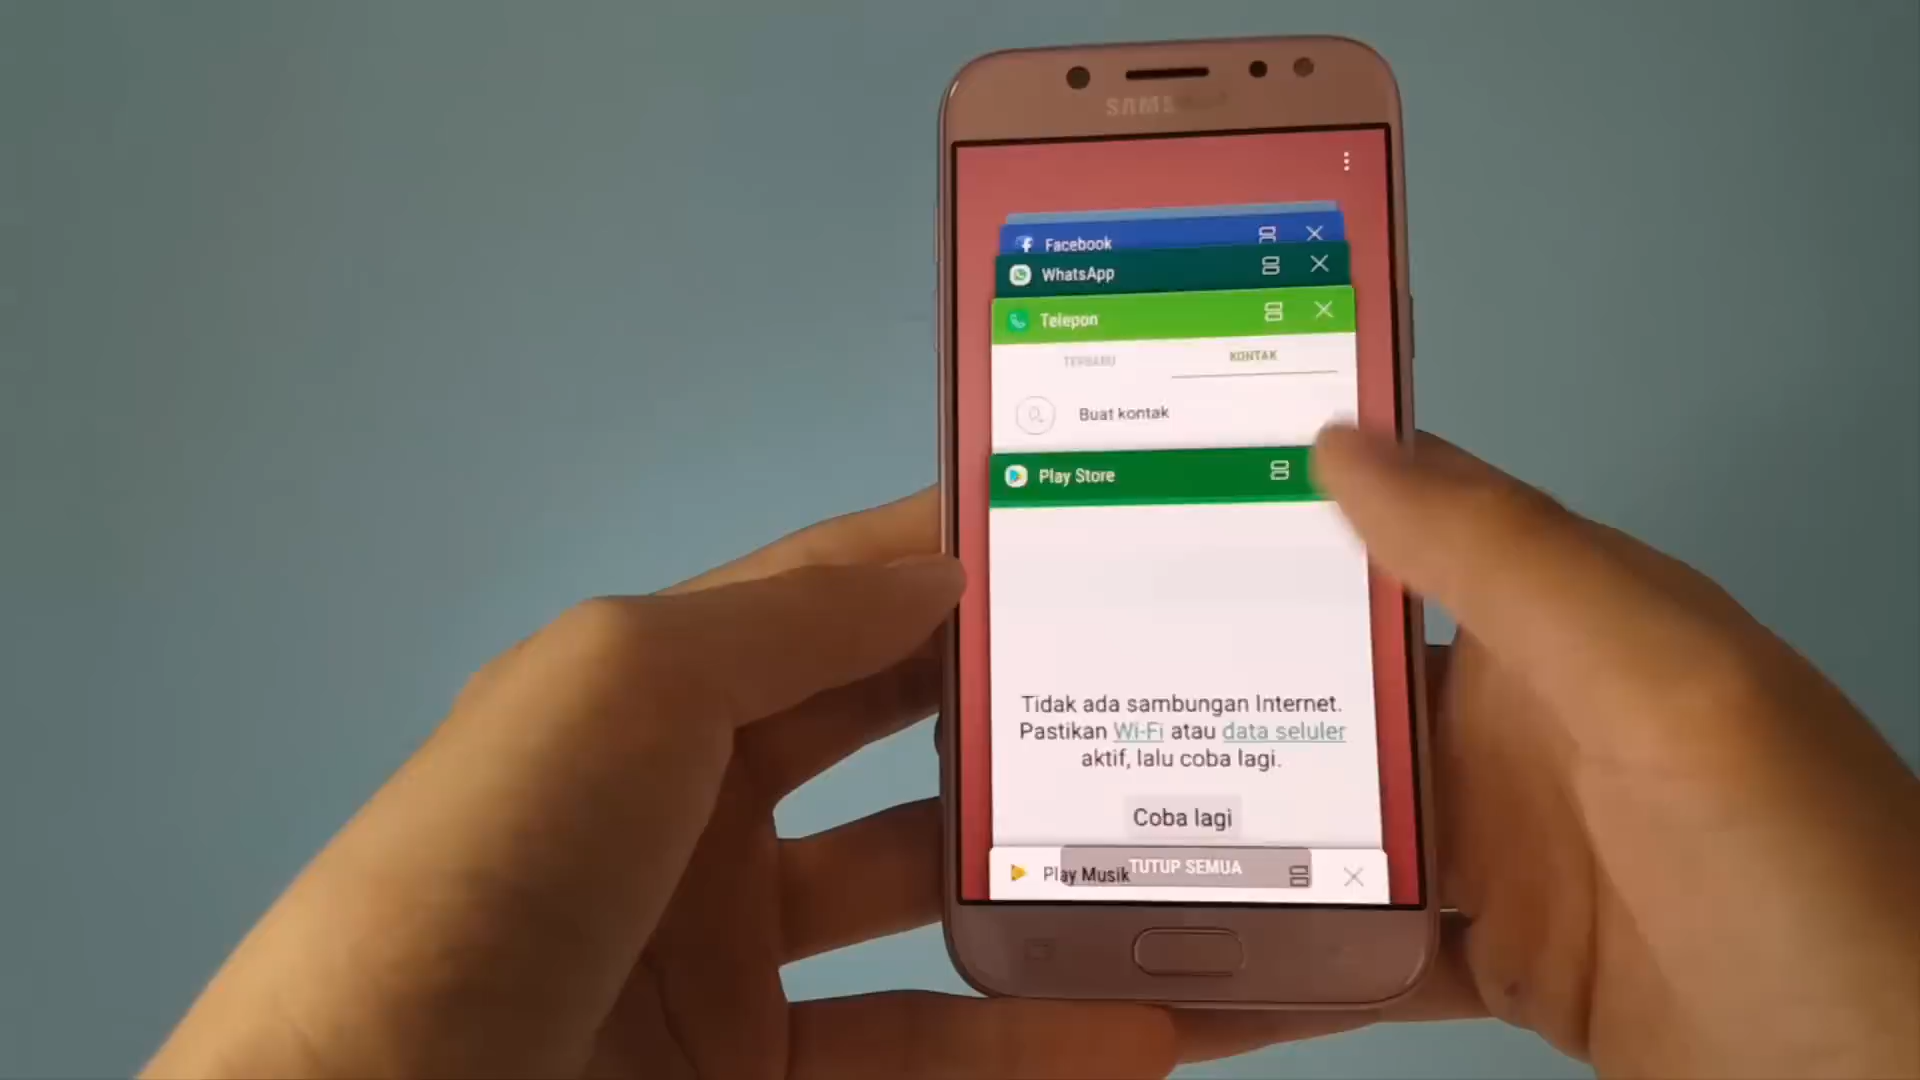 SAMSUNG
Facebook
WhatsApp
Telepon
TERBARU
KONTAK
Buat kontak
Play Store
Tidak ada sambungan Internet.
Pastikan Wi-Fi atau data seluler
aktif, lalu coba lagi.
Coba lagi
Play Musik
TUTUP SEMUA